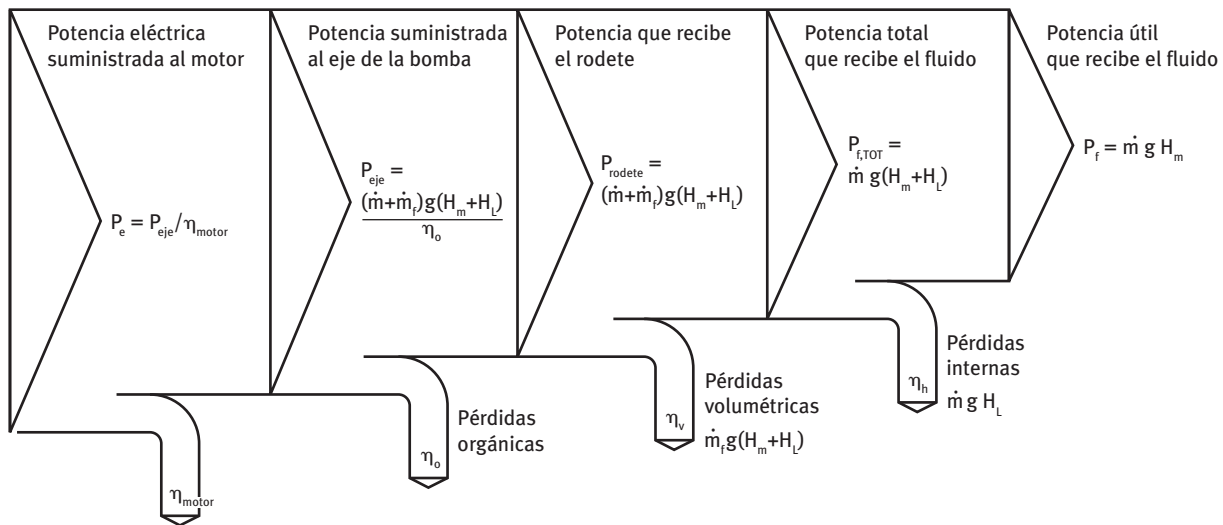 Potencia eléctrica
suministrada al motor
P_e = P_eje/η_motor
η_motor
Potencia suministrada
al eje de la bomba
P_eje =
(ṁ+ṁ_f)g(H_m+H_L)
η_o
Pérdidas
orgánicas
η_o
Potencia que recibe
el rodete
P_rodete =
(ṁ+ṁ_f)g(H_m+H_L)
Pérdidas
volumétricas
ṁ_f g(H_m+H_L)
η_v
Potencia total
que recibe el fluido
P_f,TOT =
ṁ g(H_m+H_L)
Pérdidas
internas
ṁ g H_L
η_h
Potencia útil
que recibe el fluido
P_f = ṁ g H_m